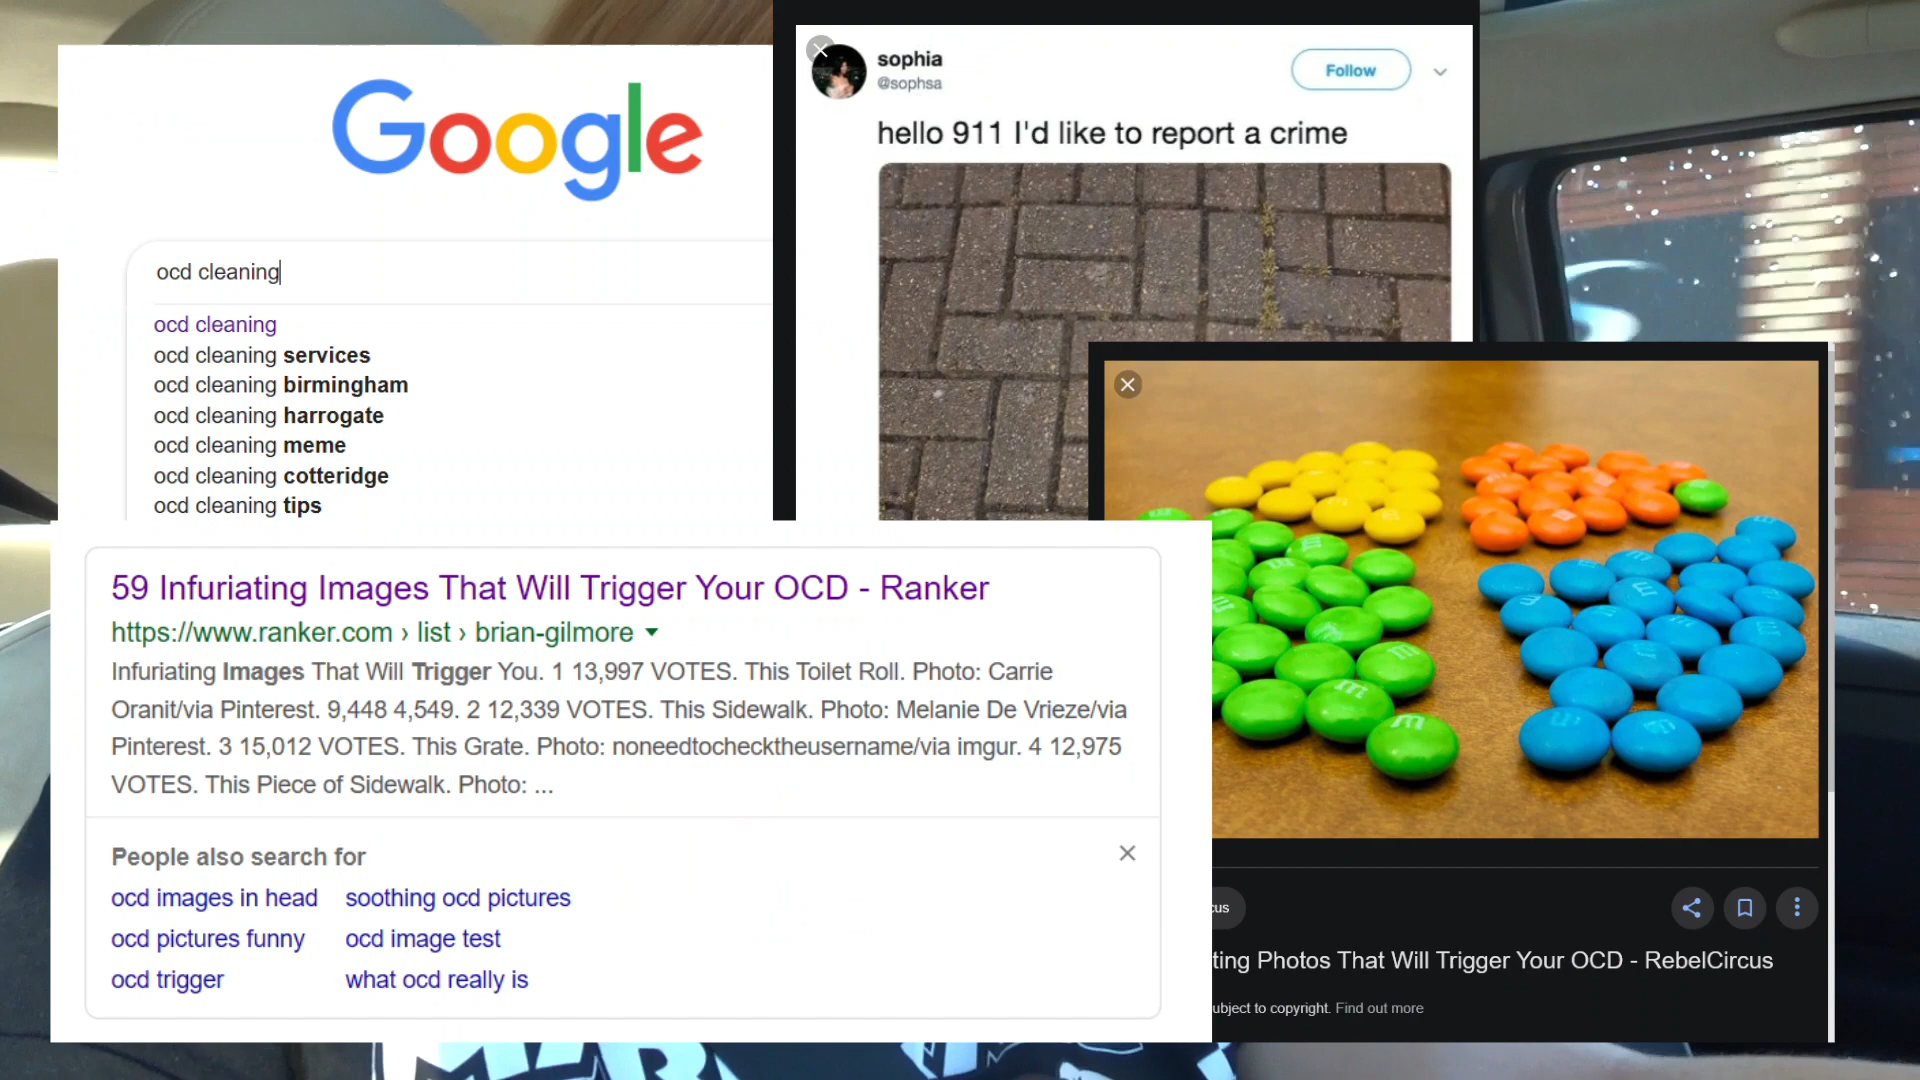 Google
ocd cleaning
ocd cleaning
ocd cleaning services
ocd cleaning birmingham
ocd cleaning harrogate
ocd cleaning meme
ocd cleaning cotteridge
ocd cleaning tips
sophia
@sophsa
Follow
hello 911 I'd like to report a crime
59 Infuriating Images That Will Trigger Your OCD - Ranker
https://www.ranker.com › list › brian-gilmore
Infuriating Images That Will Trigger You. 1 13,997 VOTES. This Toilet Roll. Photo: Carrie
Oranit/via Pinterest. 9,448 4,549. 2 12,339 VOTES. This Sidewalk. Photo: Melanie De Vrieze/via
Pinterest. 3 15,012 VOTES. This Grate. Photo: noneedtochecktheusername/via imgur. 4 12,975
VOTES. This Piece of Sidewalk. Photo: ...
People also search for
ocd images in head soothing ocd pictures
ocd pictures funny ocd image test
ocd trigger what ocd really is
cus
ting Photos That Will Trigger Your OCD - RebelCircus
ubject to copyright. Find out more